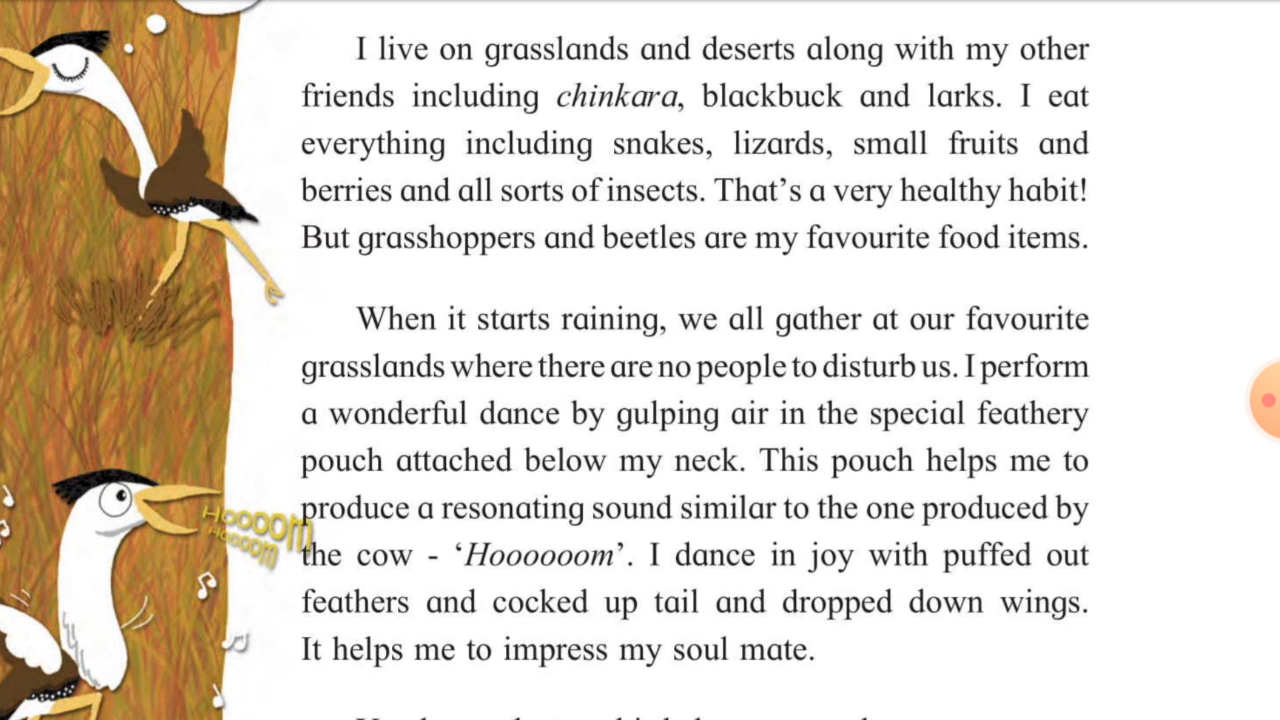 I live on grasslands and deserts along with my other
friends including chinkara, blackbuck and larks. I eat
everything including snakes, lizards, small fruits and
berries and all sorts of insects. That's a very healthy habit!
But grasshoppers and beetles are my favourite food items.
When it starts raining, we all gather at our favourite
grasslands where there are no people to disturb us. I perform
a wonderful dance by gulping air in the special feathery
pouch attached below my neck. This pouch helps me to
produce a resonating sound similar to the one produced by
the cow - ‘Hoooooom’. I dance in joy with puffed out
feathers and cocked up tail and dropped down wings.
It helps me to impress my soul mate.
HOOOOM
HOOOOM